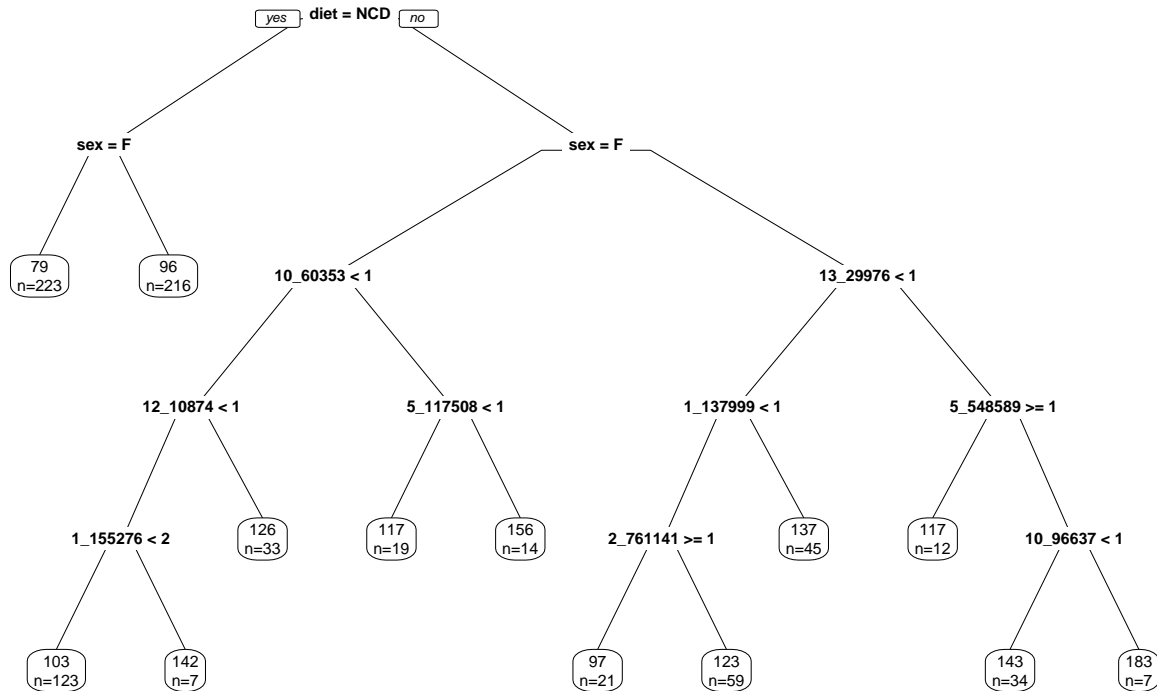 yes diet = NCD no
sex = F
sex = F
79
n=223
96
n=216
10_60353 < 1
13_29976 < 1
12_10874 < 1
5_117508 < 1
1_137999 < 1
5_548589 >= 1
1_155276 < 2
126
n=33
117
n=19
156
n=14
2_761141 >= 1
137
n=45
117
n=12
10_96637 < 1
103
n=123
142
n=7
97
n=21
123
n=59
143
n=34
183
n=7